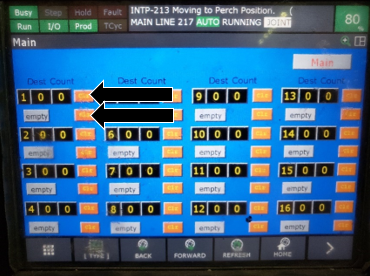 Busy Step Hold Fault
Run I/O Prod TCyc
INTP-213 Moving to Perch Position.
MAIN LINE 217 AUTO RUNNING JOINT
80
Main
Main
Dest Count Dest Count Dest Count Dest Count
1 0 0 9 0 0 13 0 0
empty empty empty
2 0 0 6 0 0 10 0 0 14 0 0
empty empty empty empty
3 0 0 7 0 0 11 0 0 15 0 0
empty empty empty empty
4 0 0 8 0 0 12 0 0 16 0 0
empty empty empty empty
[ TYPE ] BACK FORWARD REFRESH HOME